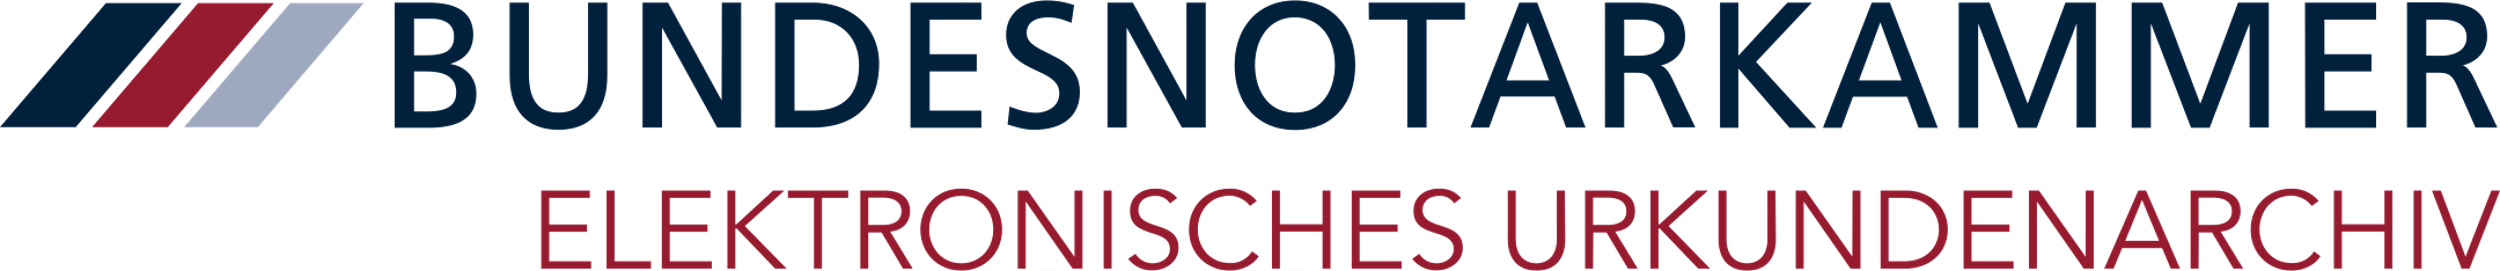 BUNDESNOTARKAMMER
ELEKTRONISCHES URKUNDENARCHIV